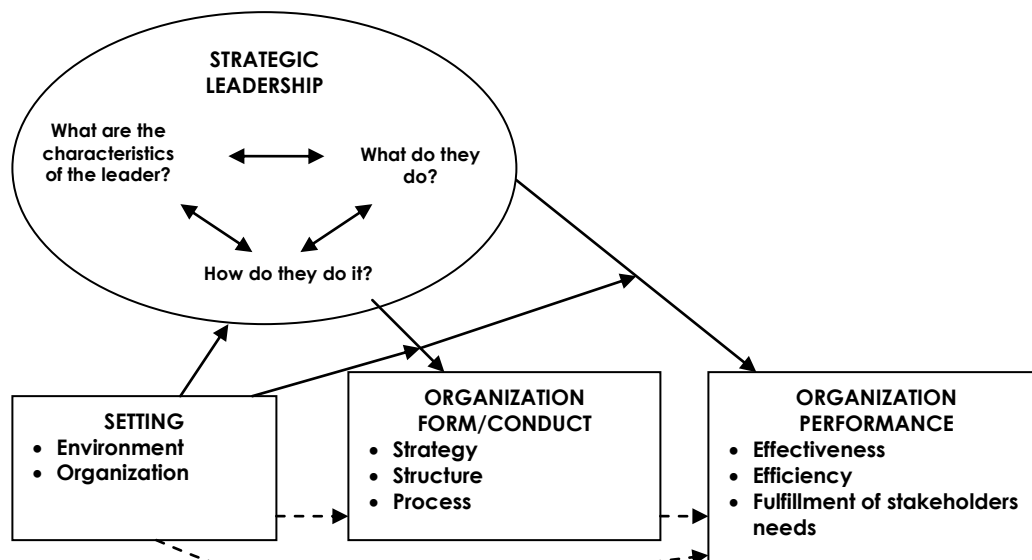 STRATEGIC
LEADERSHIP
What are the
characteristics
of the leader?
What do they
do?
How do they do it?
SETTING
• Environment
• Organization
ORGANIZATION
FORM/CONDUCT
• Strategy
• Structure
• Process
ORGANIZATION
PERFORMANCE
• Effectiveness
• Efficiency
• Fulfillment of stakeholders
needs